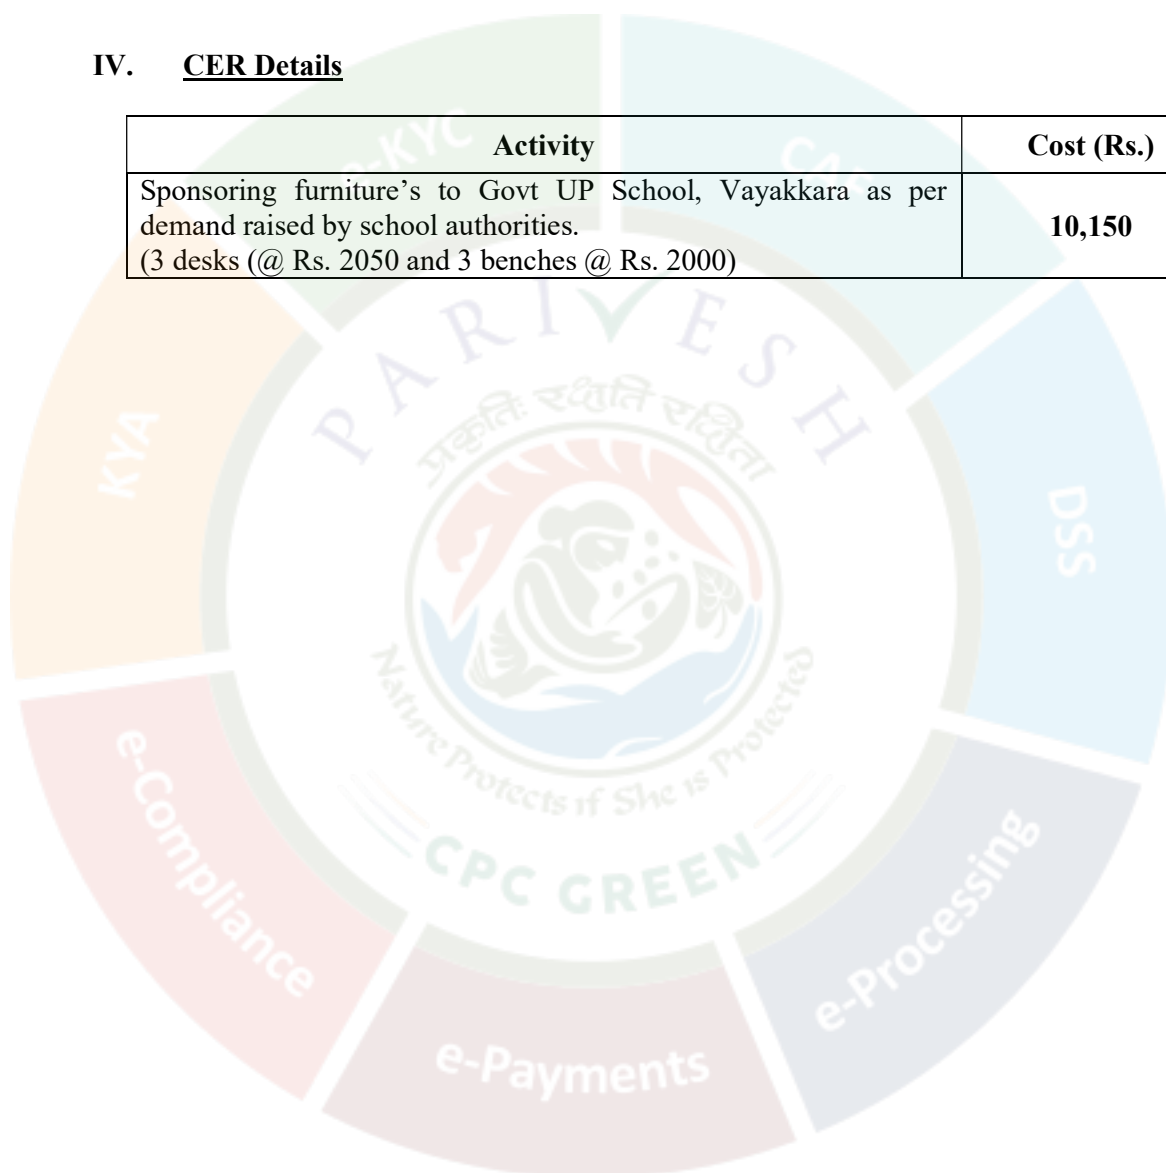 IV. CER Details
Activity
Cost (Rs.)
Sponsoring furniture's to Govt UP School, Vayakkara as per
demand raised by school authorities.
(3 desks (@ Rs. 2050 and 3 benches @ Rs. 2000)
10,150
e-KYC
CAF
KYA
DSS
PARIVESH
प्रकृतिः रक्षति रक्षिता
Nature Protects if She is Protected
CPC GREEN
e-Compliance
e-Processing
e-Payments